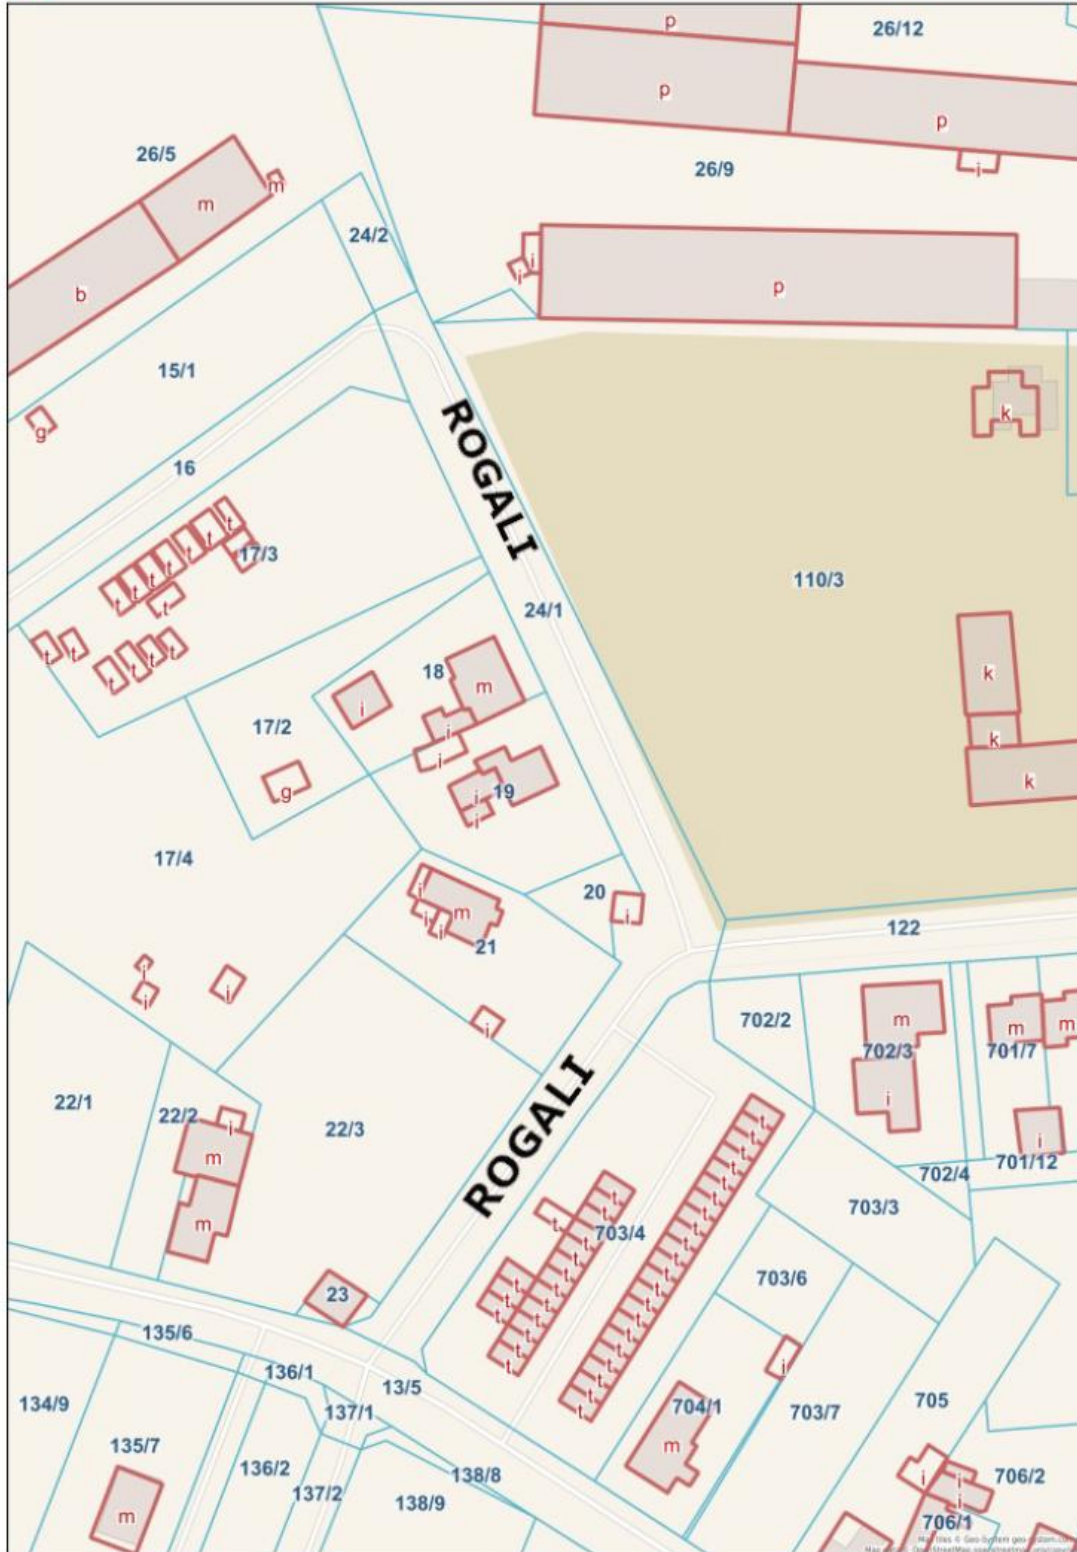 p
26/12
p
p
26/5
26/9
i
m
m
24/2
i
i
p
b
15/1
k
g
ROGALI
16
t
t
t
17/3
t
t
t
t
t
110/3
t
24/1
t
t
t
t
t
t
18
k
m
i
17/2
i
k
i
k
g
i
19
i
17/4
i
m
20
i
i
i
21
122
i
i
i
i
702/2
m
m
m
702/3
701/7
ROGALI
i
22/1
22/2
i
22/3
t
t
t
t
i
m
701/12
702/4
t
t
t
703/3
m
t
703/4
t
t
703/6
23
t
135/6
i
136/1
13/5
134/9
137/1
704/1
703/7
705
135/7
m
136/2
138/8
i
i
706/2
137/2
138/9
i
m
706/1